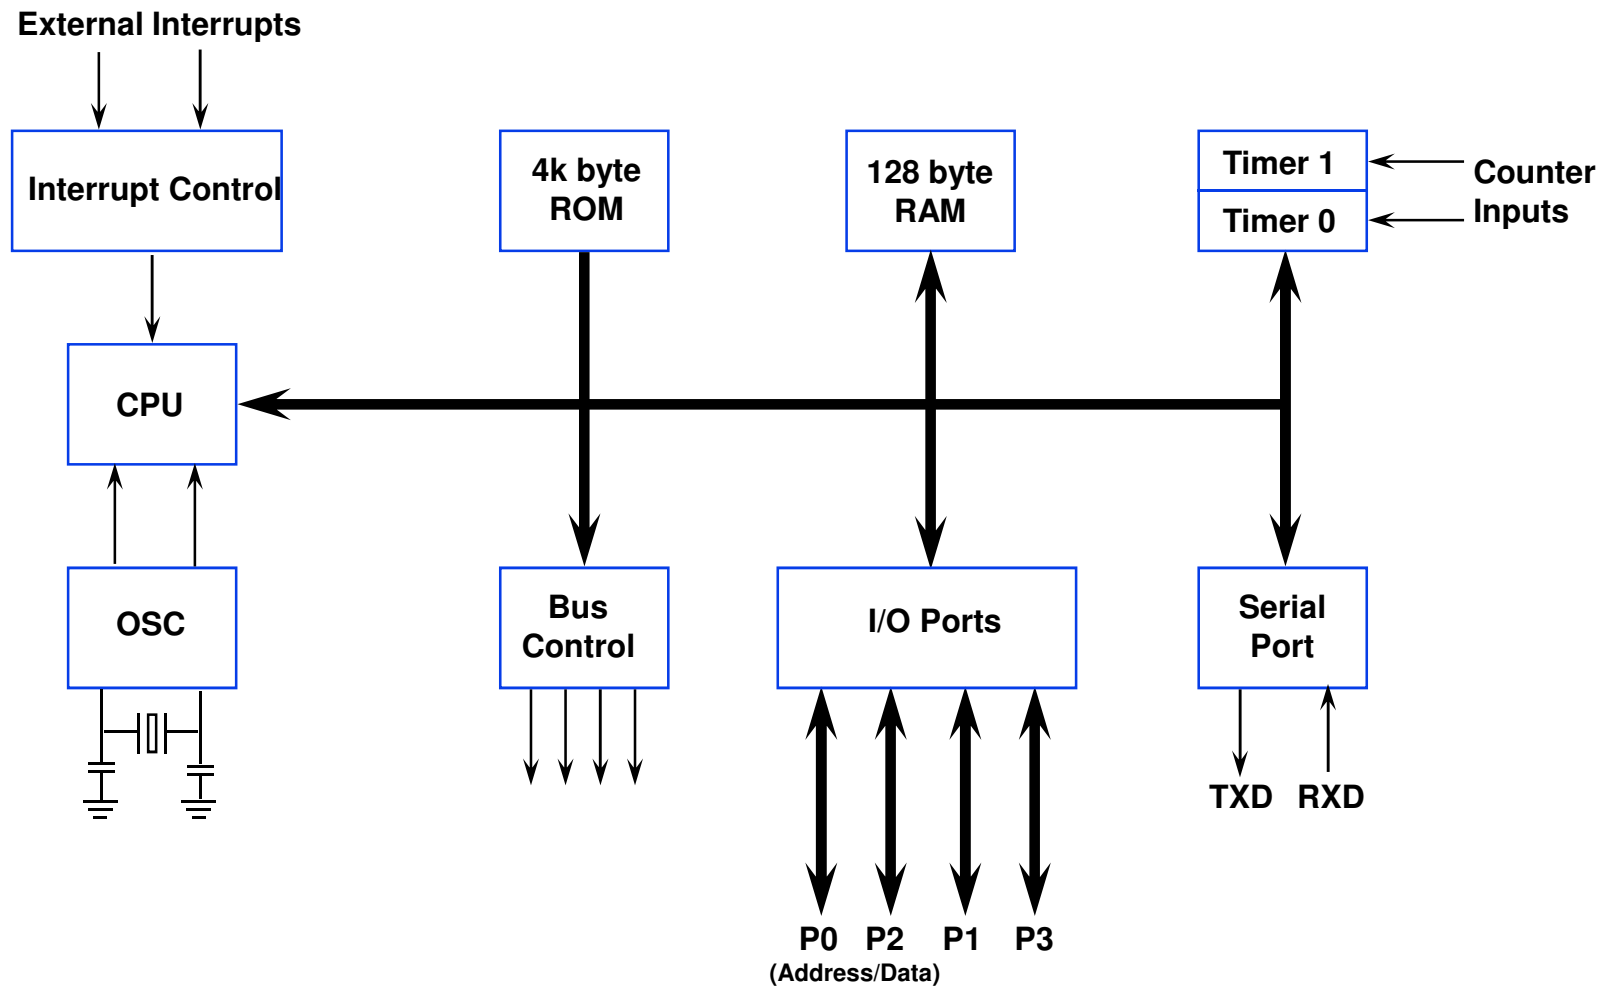 External Interrupts
Interrupt Control
4k byte
ROM
128 byte
RAM
Timer 1
Timer 0
Counter
Inputs
CPU
OSC
Bus
Control
I/O Ports
Serial
Port
TXD RXD
P0 P2 P1 P3
(Address/Data)